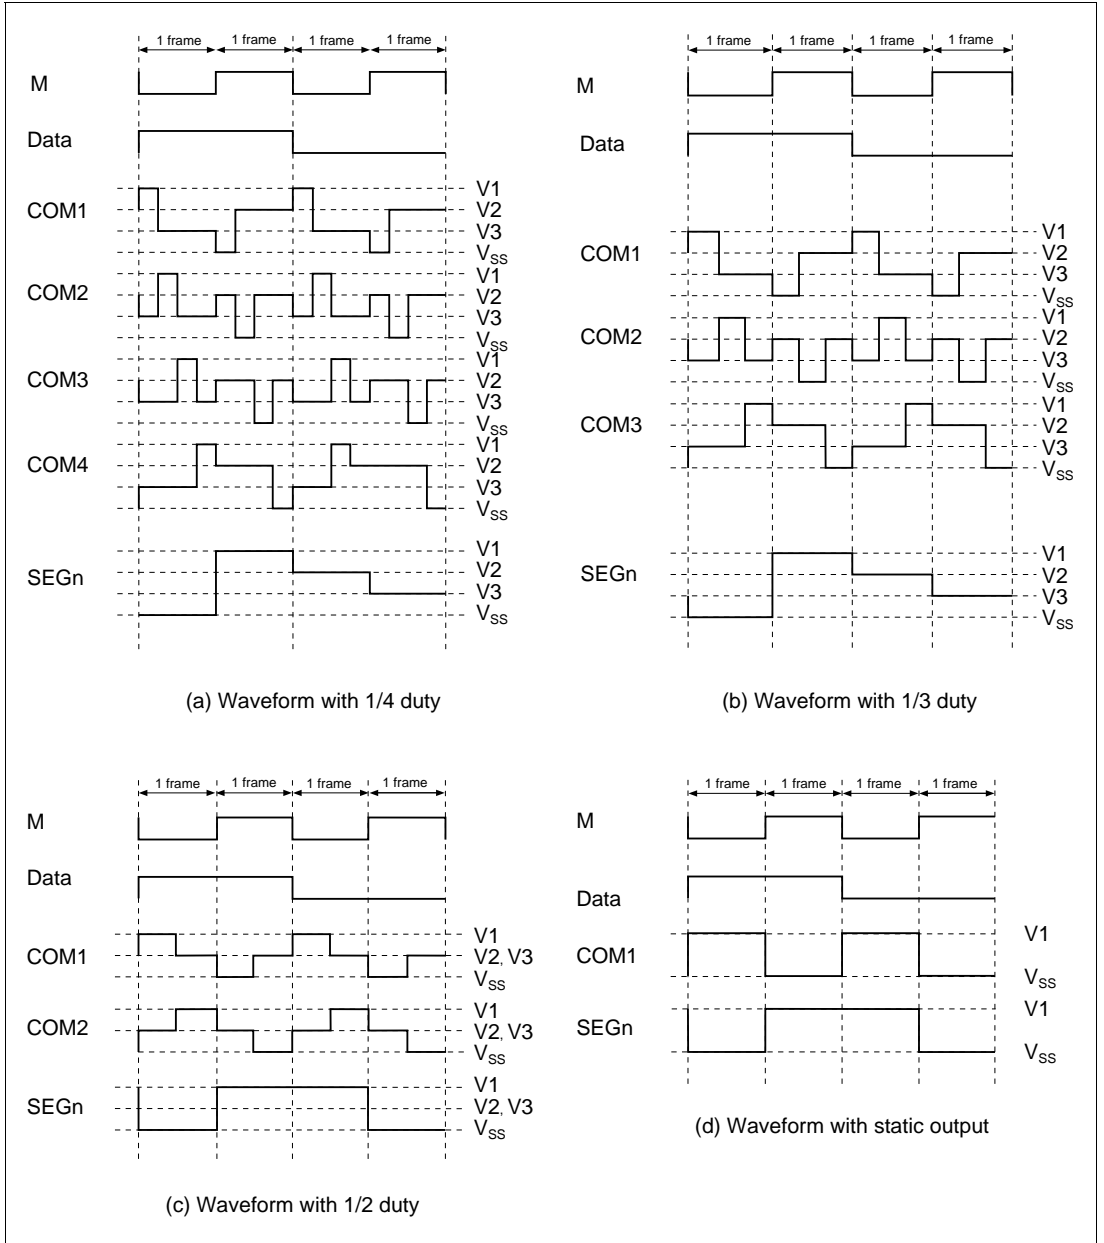 1 frame 1 frame 1 frame 1 frame
M
Data
COM1
V1
V2
V3
VSS
COM2
V1
V2
V3
VSS
COM3
V1
V2
V3
VSS
COM4
V1
V2
V3
VSS
SEGn
V1
V2
V3
VSS
(a) Waveform with 1/4 duty
1 frame 1 frame 1 frame 1 frame
M
Data
COM1
V1
V2
V3
VSS
COM2
V1
V2
V3
VSS
COM3
V1
V2
V3
VSS
SEGn
V1
V2
V3
VSS
(b) Waveform with 1/3 duty
1 frame 1 frame 1 frame 1 frame
M
Data
COM1
V1
V2, V3
VSS
COM2
V1
V2, V3
VSS
SEGn
V1
V2, V3
VSS
(c) Waveform with 1/2 duty
1 frame 1 frame 1 frame 1 frame
M
Data
COM1
V1
VSS
SEGn
V1
VSS
(d) Waveform with static output